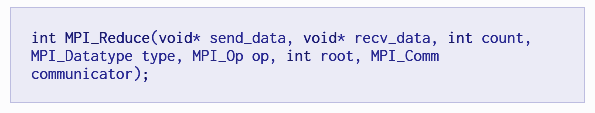 int MPI_Reduce(void* send_data, void* recv_data, int count,
MPI_Datatype type, MPI_Op op, int root, MPI_Comm
communicator);